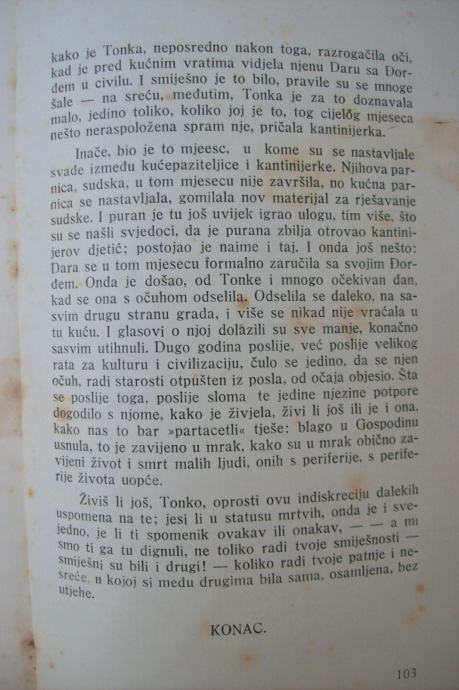 kako je Tonka, neposredno nakon toga, razrogačila oči,
kad je pred kućnim vratima vidjela njenu Daru sa Đor-
đem u civilu. I smiješno je to bilo, pravile su se mnoge
šale — na sreću, međutim, Tonka je za to doznavala
malo, jedino toliko, koliko joj je to, tog cijelog mjeseca
nešto neraspoložena spram nje, pričala kantinijerka.
Inače, bio je to mjeesc, u kome su se nastavljale
svađe između kućepaziteljice i kantinijerke. Njihova par-
nica, sudska, u tom mjesecu nije završila, no kućna par-
nica se nastavljala, gomilala nov materijal za rješavanje
sudske. I puran je tu još uvijek igrao ulogu, tim više, što
su se našli svjedoci, da je purana zbilja otrovao kantini-
jerov djetić; postojao je naime i taj. I onda još nešto:
Dara se u tom mjesecu formalno zaručila sa svojim Đor-
đem. Onda je došao, od Tonke i mnogo očekivan dan,
kad se ona s očuhom odselila. Odselila se daleko, na sa-
svim drugu stranu grada, i više se nikad nije vraćala u
tu kuću. I glasovi o njoj dolazili su sve manje, konačno
sasvim utihnuli. Dugo godina poslije, već poslije velikog
rata za kulturu i civilizaciju, čulo se jedino, da se njen
očuh, radi starosti otpušten iz posla, od očaja objesio. Šta
se poslije toga, poslije sloma te jedine njezine potpore
dogodilo s njome, kako je živjela, živi li još ili je i ona,
kako nas to bar »partacetli« tješe: blago u Gospodinu
usnula, to je zavijeno u mrak, kako su u mrak obično za-
vijeni život i smrt malih ljudi, onih s periferije, s perife-
rije života uopće.
Živiš li još, Tonko, oprosti ovu indiskreciju dalekih
uspomena na te; jesi li u statusu mrtvih, onda je i sve-
jedno, je li ti spomenik ovakav ili onakav, — — a mi
smo ti ga tu dignuli, ne toliko radi tvoje smiješnosti —
smiješni su bili i drugi! — koliko radi tvoje patnje i ne-
sreće, u kojoj si među drugima bila sama, osamljena, bez
utjehe.
KONAC.
103